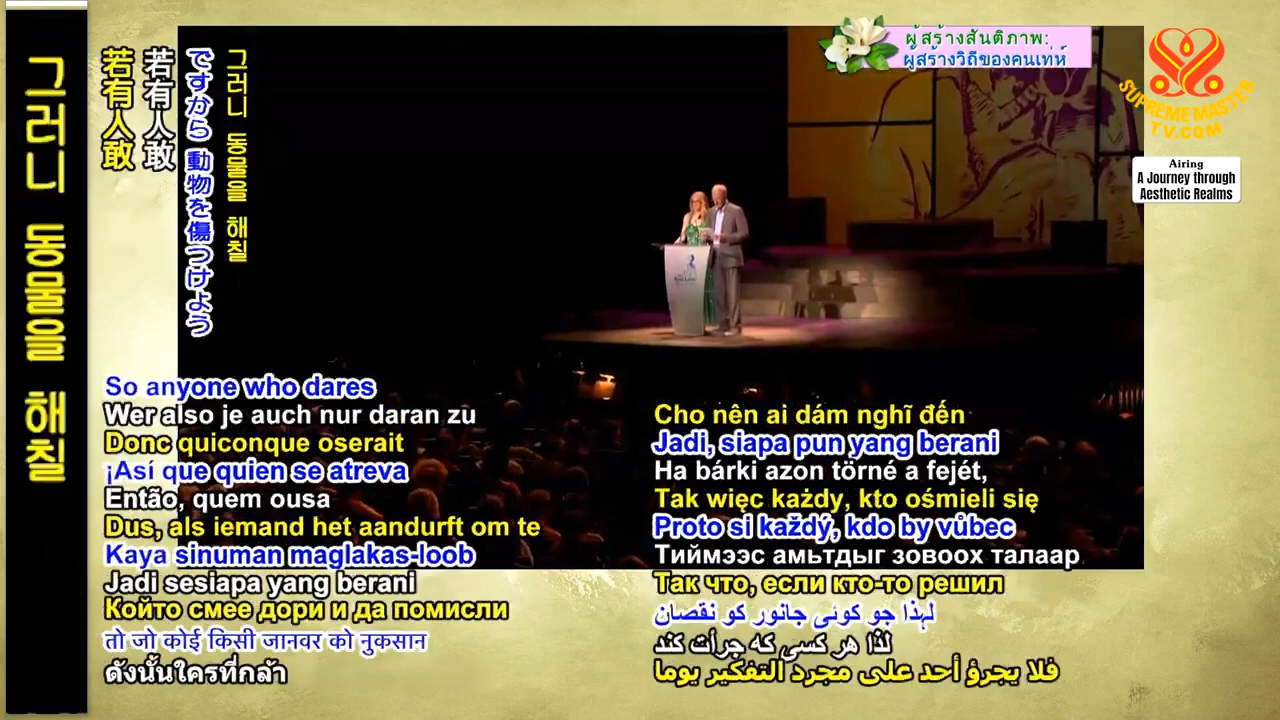 그러니 동물을 해칠
若有人敢
若有人敢
ですから 動物を傷つけよう
그러니 동물을 해칠
ผู้สร้างสันติภาพ:
ผู้สร้างวิถีของคนเท่ห์
SUPREME MASTER
TV.COM
Airing
A Journey through
Aesthetic Realms
So anyone who dares
Wer also je auch nur daran zu
Donc quiconque oserait
¡Así que quien se atreva
Então, quem ousa
Dus, als iemand het aandurft om te
Kaya sinuman maglakas-loob
Jadi sesiapa yang berani
Който смее дори и да помисли
तो जो कोई किसी जानवर को नुकसान
ดังนั้นใครที่กล้า
Cho nên ai dám nghĩ đến
Jadi, siapa pun yang berani
Ha bárki azon törné a fejét,
Tak więc każdy, kto ośmieli się
Proto si každý, kdo by vůbec
Тиймээс амьтдыг зовоох талаар
Так что, если кто-то решил
لہذا جو کوئی جانور کو نقصان
لذا هر کسی که جرأت کند
فلا يجرؤ أحد على مجرد التفكير يوما